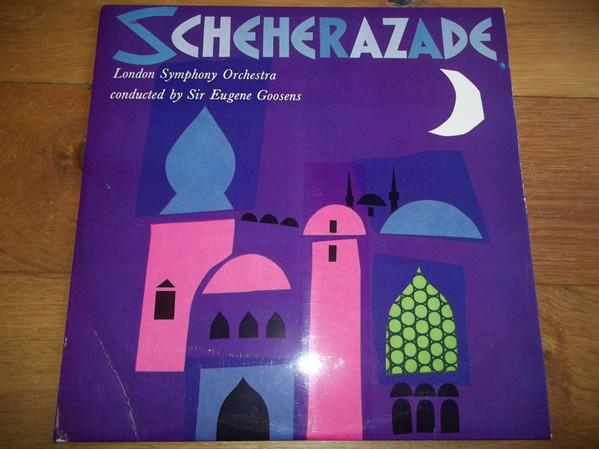 SCHEHERAZADE
London Symphony Orchestra
conducted by Sir Eugene Goosens